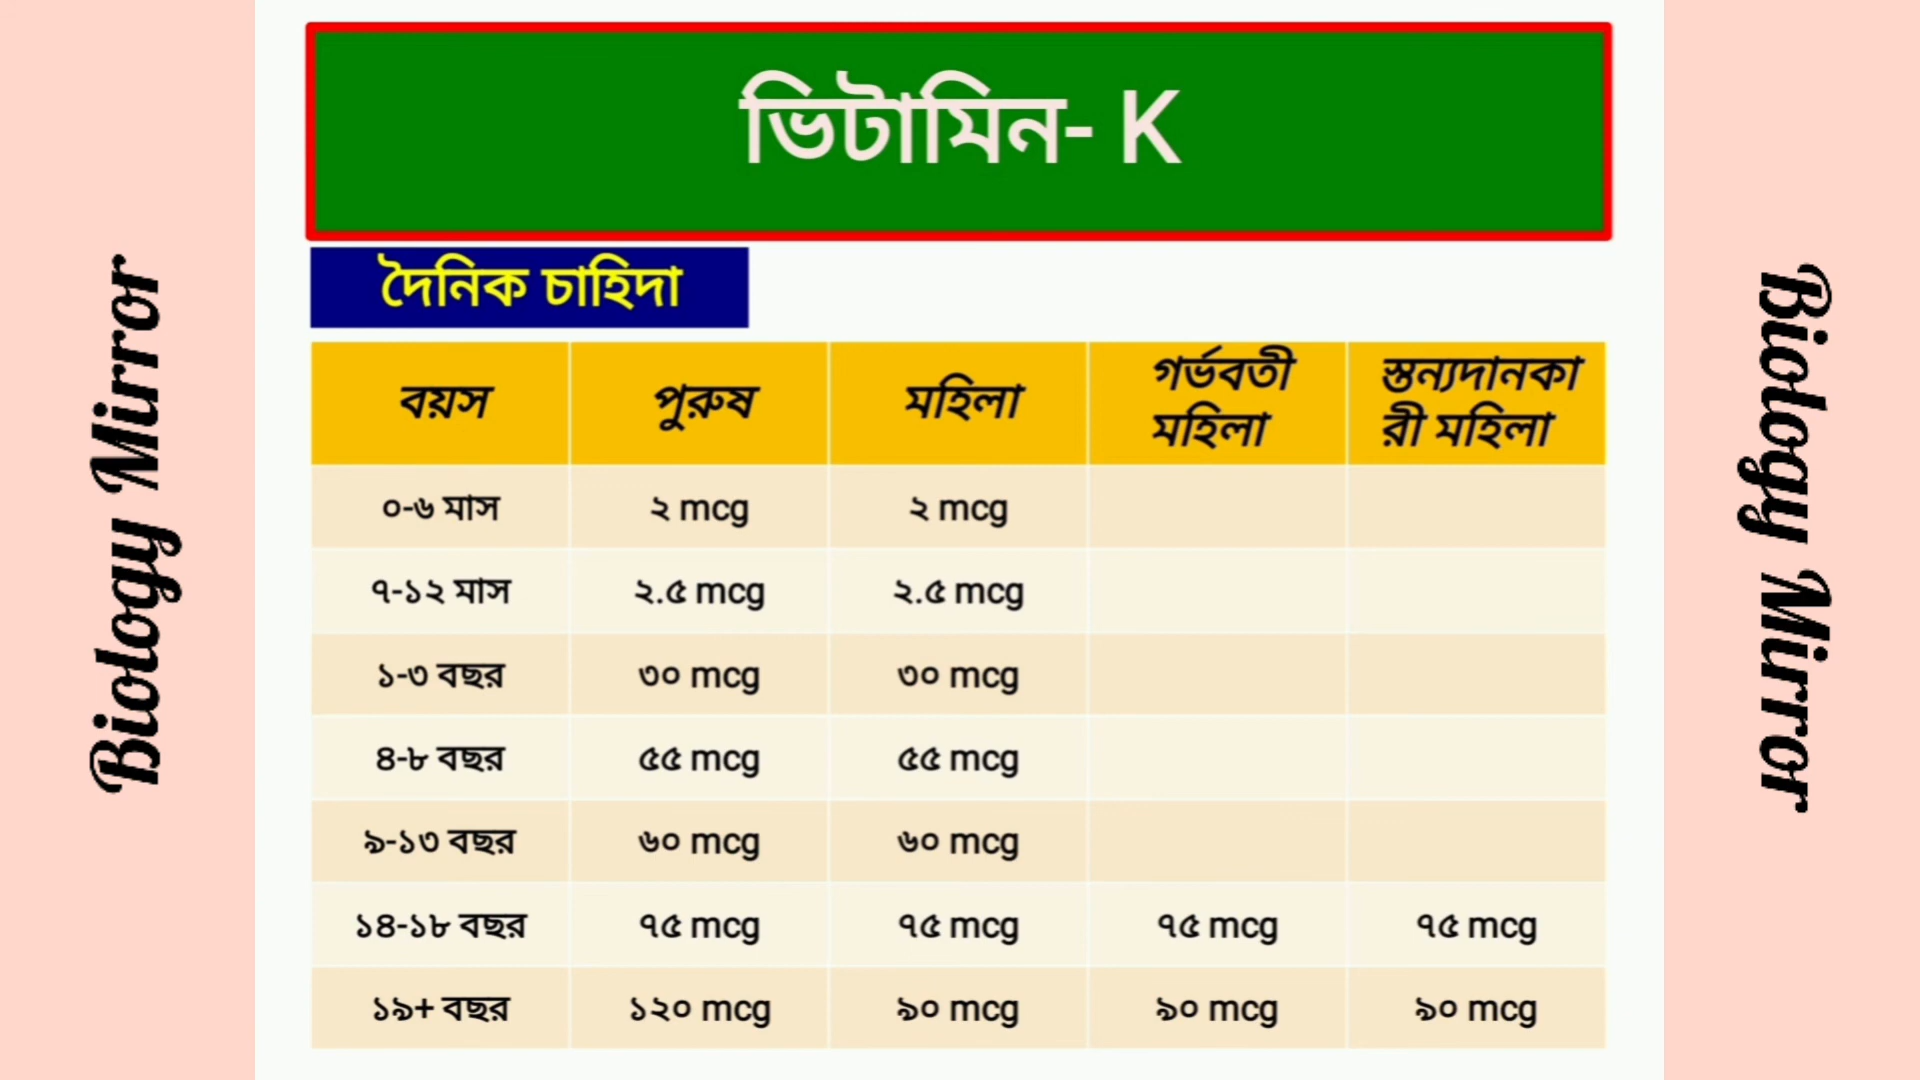 ভিটামিন- K
দৈনিক চাহিদা
বয়স পুরুষ মহিলা গর্ভবতী মহিলা স্তন্যদানকা রী মহিলা
০-৬ মাস ২ mcg ২ mcg
৭-১২ মাস ২.৫ mcg ২.৫ mcg
১-৩ বছর ৩০ mcg ৩০ mcg
৪-৮ বছর ৫৫ mcg ৫৫ mcg
৯-১৩ বছর ৬০ mcg ৬০ mcg
১৪-১৮ বছর ৭৫ mcg ৭৫ mcg ৭৫ mcg ৭৫ mcg
১৯+ বছর ১২০ mcg ৯০ mcg ৯০ mcg ৯০ mcg
Biology Mirror
Biology Mirror